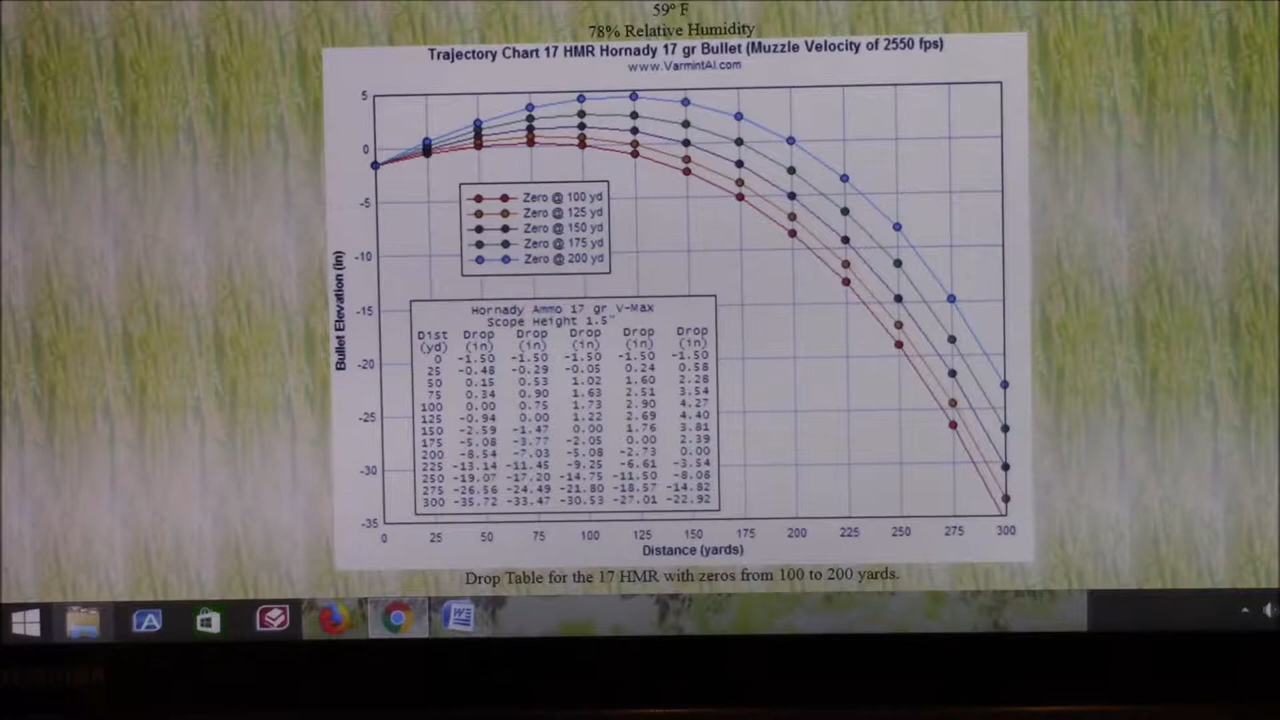 59° F
78% Relative Humidity
Trajectory Chart 17 HMR Hornady 17 gr Bullet (Muzzle Velocity of 2550 fps)
www.VarmintAl.com
5
0
-5
-10
-15
-20
-25
-30
-35
Bullet Elevation (in)
Zero @ 100 yd
Zero @ 125 yd
Zero @ 150 yd
Zero @ 175 yd
Zero @ 200 yd
Hornady Ammo 17 gr V-Max
Scope Height 1.5"
Dist Drop Drop Drop Drop Drop
(yd) (in) (in) (in) (in) (in)
0 -1.50 -1.50 -1.50 -1.50 -1.50
25 -0.48 -0.29 -0.05 0.24 0.58
50 0.15 0.53 1.02 1.60 2.28
75 0.34 0.90 1.63 2.51 3.54
100 0.00 0.75 1.73 2.90 4.27
125 -0.94 0.00 1.22 2.69 4.40
150 -2.59 -1.47 0.00 1.76 3.81
175 -5.08 -3.77 -2.05 0.00 2.39
200 -8.54 -7.03 -5.08 -2.73 0.00
225 -13.14 -11.45 -9.25 -6.61 -3.54
250 -19.07 -17.20 -14.75 -11.50 -8.06
275 -26.56 -24.49 -21.80 -18.57 -14.82
300 -35.72 -33.47 -30.53 -27.01 -22.92
0 25 50 75 100 125 150 175 200 225 250 275 300
Distance (yards)
Drop Table for the 17 HMR with zeros from 100 to 200 yards.